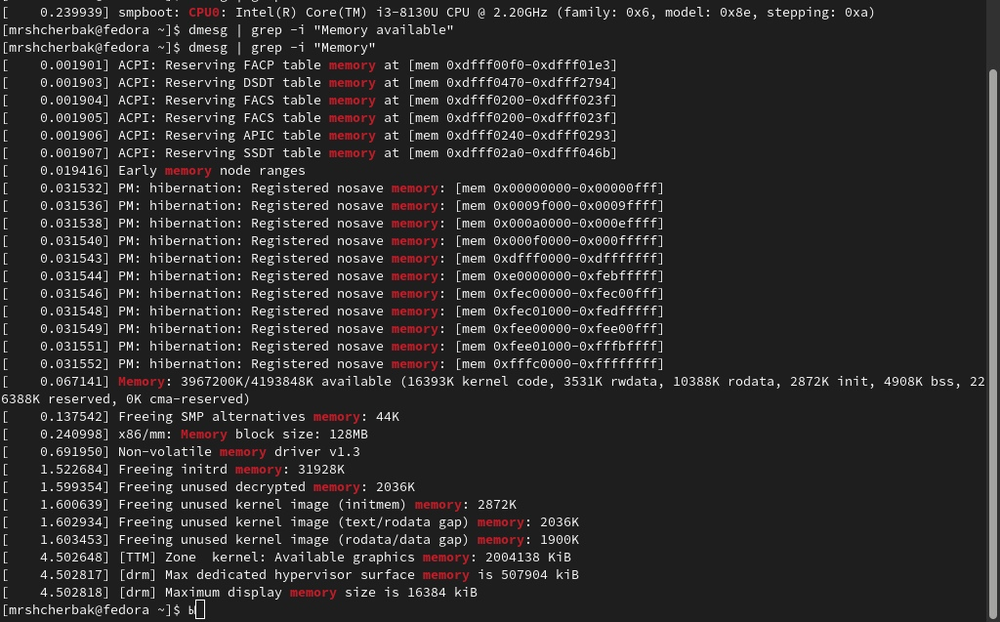 [    0.239939] smpboot: CPU0: Intel(R) Core(TM) i3-8130U CPU @ 2.20GHz (family: 0x6, model: 0x8e, stepping: 0xa)
[mrshcherbak@fedora ~]$ dmesg | grep -i "Memory available"
[mrshcherbak@fedora ~]$ dmesg | grep -i "Memory"
[    0.001901] ACPI: Reserving FACP table memory at [mem 0xdfff00f0-0xdfff01e3]
[    0.001903] ACPI: Reserving DSDT table memory at [mem 0xdfff0470-0xdfff2794]
[    0.001904] ACPI: Reserving FACS table memory at [mem 0xdfff0200-0xdfff023f]
[    0.001905] ACPI: Reserving FACS table memory at [mem 0xdfff0200-0xdfff023f]
[    0.001906] ACPI: Reserving APIC table memory at [mem 0xdfff0240-0xdfff0293]
[    0.001907] ACPI: Reserving SSDT table memory at [mem 0xdfff02a0-0xdfff046b]
[    0.019416] Early memory node ranges
[    0.031532] PM: hibernation: Registered nosave memory: [mem 0x00000000-0x00000fff]
[    0.031536] PM: hibernation: Registered nosave memory: [mem 0x0009f000-0x0009ffff]
[    0.031538] PM: hibernation: Registered nosave memory: [mem 0x000a0000-0x000effff]
[    0.031540] PM: hibernation: Registered nosave memory: [mem 0x000f0000-0x000fffff]
[    0.031543] PM: hibernation: Registered nosave memory: [mem 0xdfff0000-0xdfffffff]
[    0.031544] PM: hibernation: Registered nosave memory: [mem 0xe0000000-0xfebfffff]
[    0.031546] PM: hibernation: Registered nosave memory: [mem 0xfec00000-0xfec00fff]
[    0.031548] PM: hibernation: Registered nosave memory: [mem 0xfec01000-0xfedfffff]
[    0.031549] PM: hibernation: Registered nosave memory: [mem 0xfee00000-0xfee00fff]
[    0.031551] PM: hibernation: Registered nosave memory: [mem 0xfee01000-0xfffbffff]
[    0.031552] PM: hibernation: Registered nosave memory: [mem 0xfffc0000-0xffffffff]
[    0.067141] Memory: 3967200K/4193848K available (16393K kernel code, 3531K rwdata, 10388K rodata, 2872K init, 4908K bss, 22
6388K reserved, 0K cma-reserved)
[    0.137542] Freeing SMP alternatives memory: 44K
[    0.240998] x86/mm: Memory block size: 128MB
[    0.691950] Non-volatile memory driver v1.3
[    1.522684] Freeing initrd memory: 31928K
[    1.599354] Freeing unused decrypted memory: 2036K
[    1.600639] Freeing unused kernel image (initmem) memory: 2872K
[    1.602934] Freeing unused kernel image (text/rodata gap) memory: 2036K
[    1.603453] Freeing unused kernel image (rodata/data gap) memory: 1900K
[    4.502648] [TTM] Zone  kernel: Available graphics memory: 2004138 KiB
[    4.502817] [drm] Max dedicated hypervisor surface memory is 507904 kiB
[    4.502818] [drm] Maximum display memory size is 16384 kiB
[mrshcherbak@fedora ~]$ ы